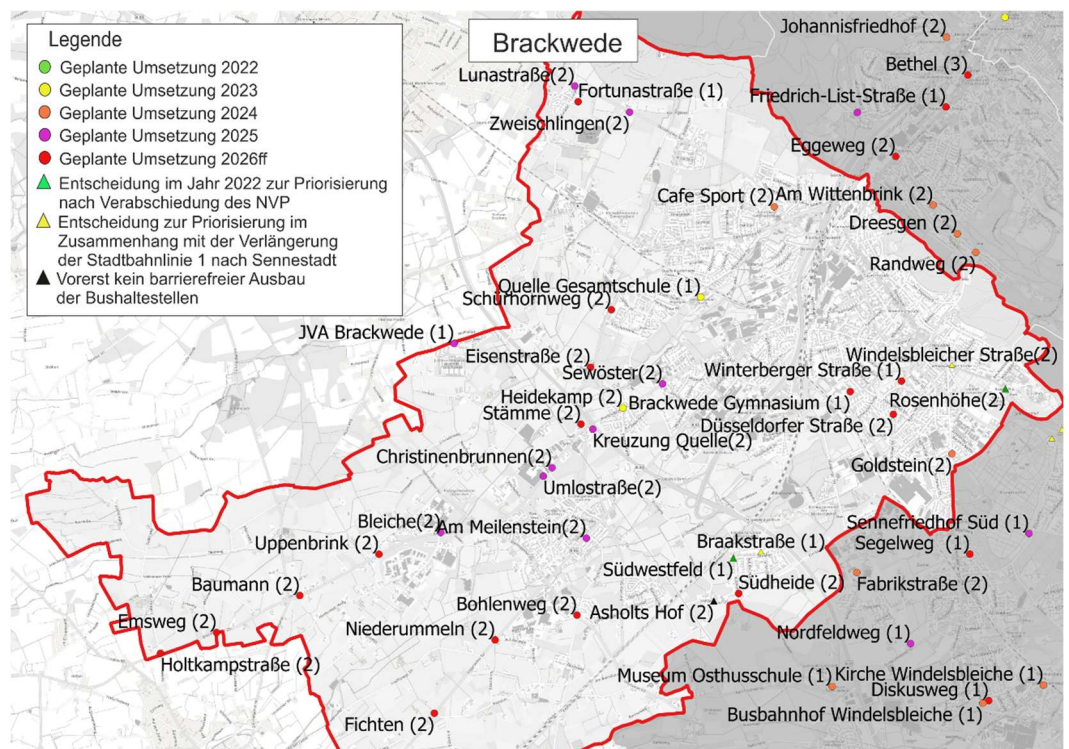 Legende
Geplante Umsetzung 2022
Geplante Umsetzung 2023
Geplante Umsetzung 2024
Geplante Umsetzung 2025
Geplante Umsetzung 2026ff
Entscheidung im Jahr 2022 zur Priorisierung
nach Verabschiedung des NVP
Entscheidung zur Priorisierung im
Zusammenhang mit der Verlängerung
der Stadtbahnlinie 1 nach Sennestadt
Vorerst kein barrierefreier Ausbau
der Bushaltestellen
Brackwede
Johannisfriedhof (2)
Bethel (3)
Lunastraße(2)
Fortunastraße (1)
Friedrich-List-Straße (1)
Zweischlingen(2)
Eggeweg (2)
Cafe Sport (2)
Am Wittenbrink (2)
Dreesgen (2)
Randweg (2)
Quelle Gesamtschule (1)
Schürhornweg (2)
JVA Brackwede (1)
Eisenstraße (2)
Windelsbleicher Straße(2)
Sewöster(2)
Winterberger Straße (1)
Heidekamp (2)
Brackwede Gymnasium (1)
Rosenhöhe(2)
Stämme (2)
Düsseldorfer Straße (2)
Kreuzung Quelle(2)
Christinenbrunnen(2)
Goldstein(2)
Umlostraße(2)
Bleiche(2)
Am Meilenstein(2)
Sennefriedhof Süd (1)
Uppenbrink (2)
Braakstraße (1)
Segelweg (1)
Südwestfeld (1)
Baumann (2)
Südheide (2)
Fabrikstraße (2)
Bohlenweg (2)
Asholts Hof (2)
Emsweg (2)
Niederummeln (2)
Nordfeldweg (1)
Holtkampstraße (2)
Museum Osthusschule (1)
Kirche Windelsbleiche (1)
Diskusweg (1)
Fichten (2)
Busbahnhof Windelsbleiche (1)